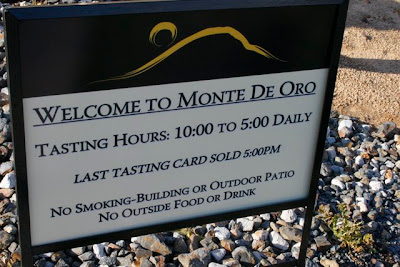 WELCOME TO MONTE DE ORO
TASTING HOURS: 10:00 TO 5:00 DAILY
LAST TASTING CARD SOLD 5:00PM
NO SMOKING-BUILDING OR OUTDOOR PATIO
NO OUTSIDE FOOD OR DRINK